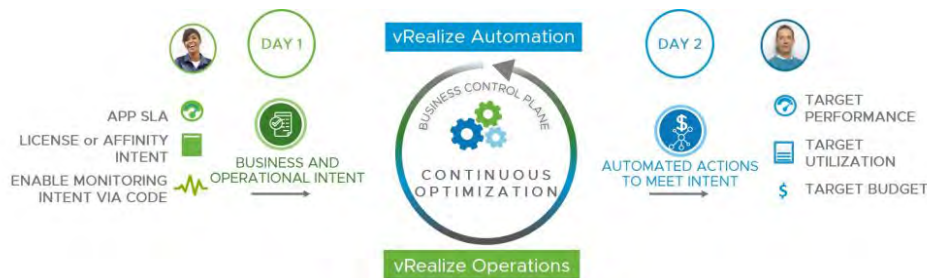 DAY 1
APP SLA
LICENSE or AFFINITY
INTENT
ENABLE MONITORING
INTENT VIA CODE
BUSINESS AND
OPERATIONAL INTENT
vRealize Automation
BUSINESS CONTROL PLANE
CONTINUOUS
OPTIMIZATION
vRealize Operations
DAY 2
AUTOMATED ACTIONS
TO MEET INTENT
TARGET
PERFORMANCE
TARGET
UTILIZATION
$ TARGET BUDGET